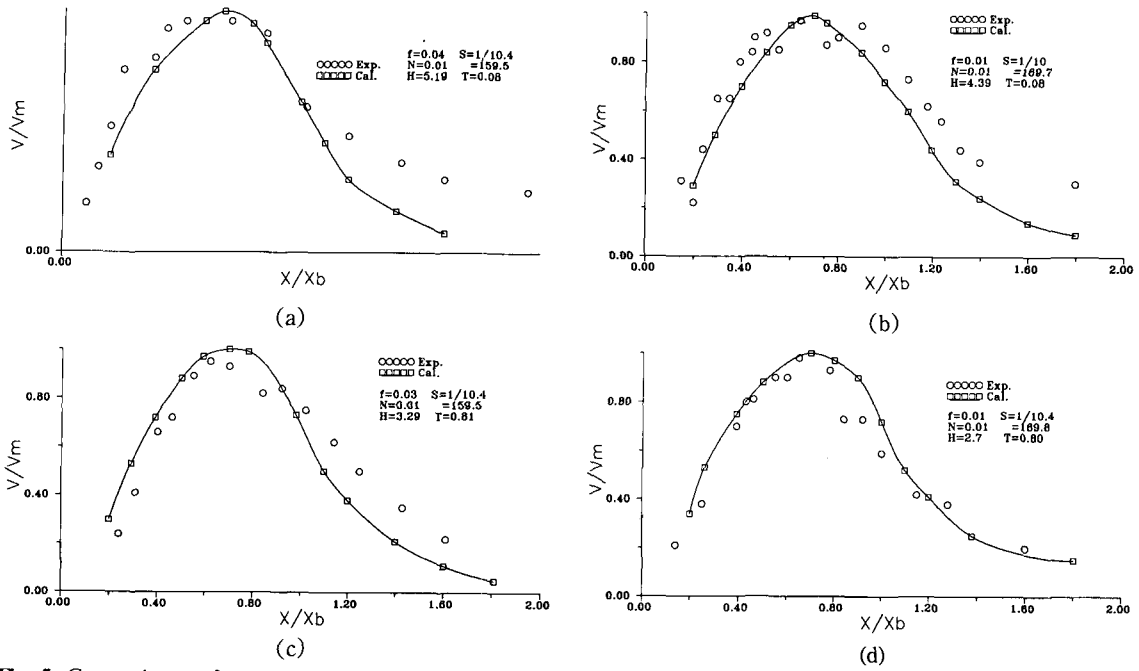 V/Vm
0.00
0.00
X/Xb
Exp.
Cal.
f=0.04 S=1/10.4
N=0.01 =159.5
H=5.19 T=0.08
(a)
V/Vm
0.80
0.40
0.00
0.00 0.40 0.80 1.20 1.60 2.00
X/Xb
Exp.
Cal.
f=0.01 S=1/10
N=0.01 =169.7
H=4.39 T=0.08
(b)
V/Vm
0.80
0.40
0.00
0.00 0.40 0.80 1.20 1.60 2.00
X/Xb
Exp.
Cal.
f=0.03 S=1/10.4
N=0.01 =159.5
H=3.29 T=0.81
(c)
V/Vm
0.80
0.40
0.00
0.00 0.40 0.80 1.20 1.60 2.00
X/Xb
Exp.
Cal.
f=0.01 S=1/10.4
N=0.01 =169.8
H=2.7 T=0.80
(d)